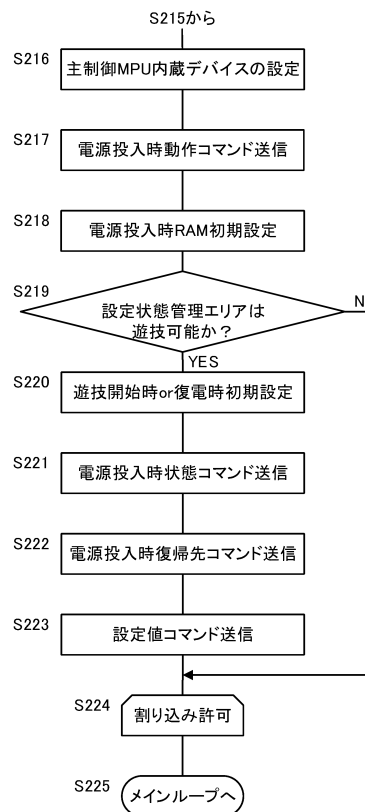 S215から
S216
主制御MPU内蔵デバイスの設定
S217
電源投入時動作コマンド送信
S218
電源投入時RAM初期設定
S219
設定状態管理エリアは
遊技可能か？
N
YES
S220
遊技開始時or復電時初期設定
S221
電源投入時状態コマンド送信
S222
電源投入時復帰先コマンド送信
S223
設定値コマンド送信
S224
割り込み許可
S225
メインループへ